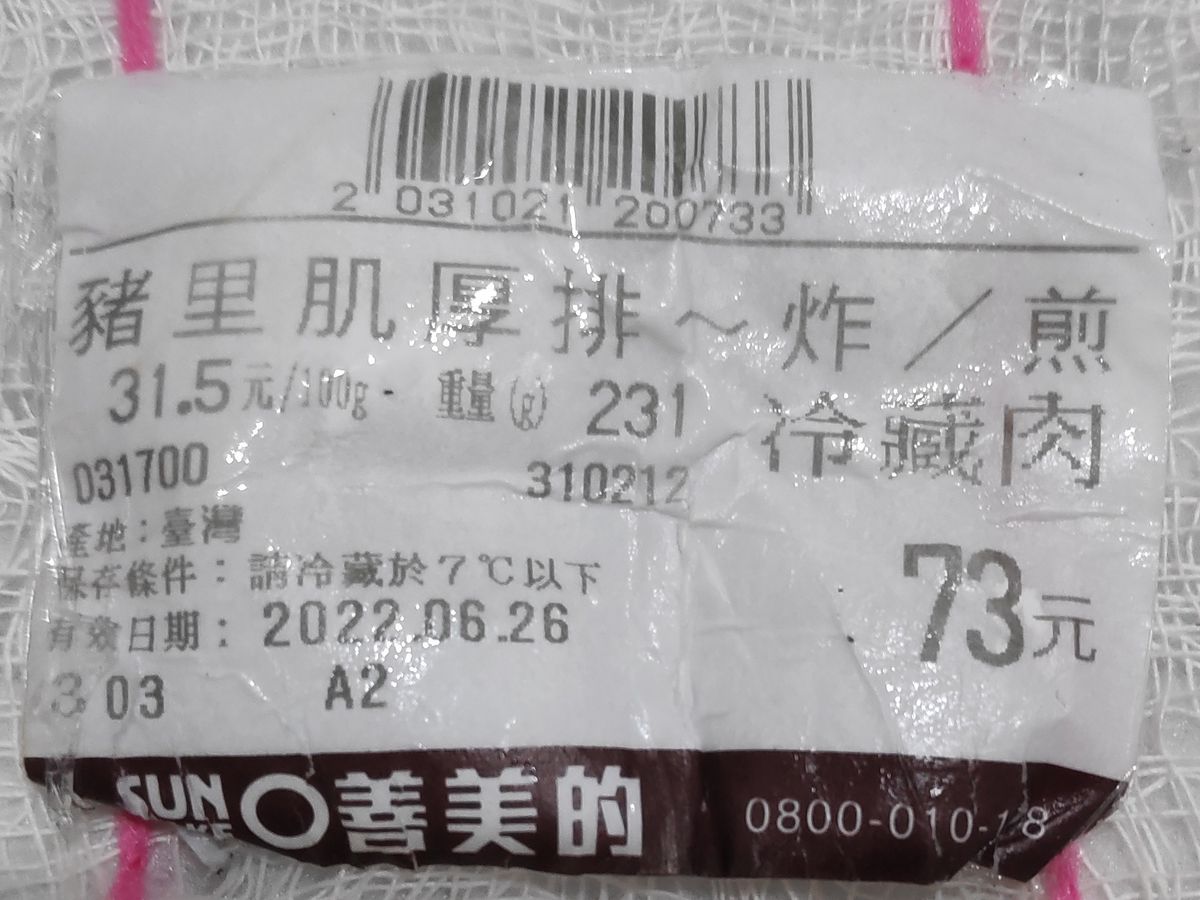 2 031021 200733
豬里肌厚排～炸／煎
31.5元/100g 重量(g) 231 冷藏肉
031700 310212
產地：臺灣
保存條件：請冷藏於7℃以下
有效日期：2022.06.26
73元
303 A2
SUN 善美的 0800-010-18